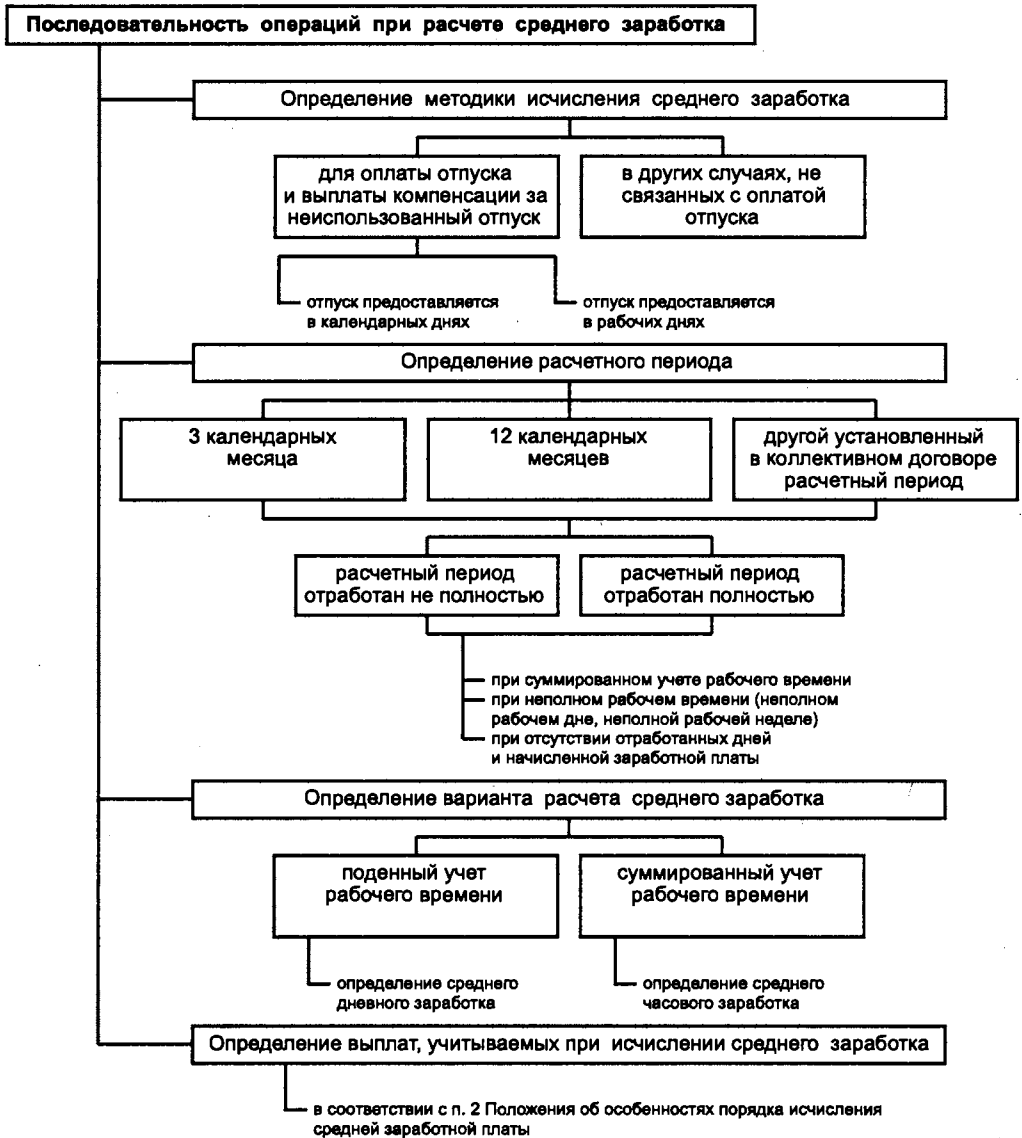 Последовательность операций при расчете среднего заработка
Определение методики исчисления среднего заработка
для оплаты отпуска
и выплаты компенсации за
неиспользованный отпуск
в других случаях, не
связанных с оплатой
отпуска
отпуск предоставляется
в календарных днях
отпуск предоставляется
в рабочих днях
Определение расчетного периода
3 календарных
месяца
12 календарных
месяцев
другой установленный
в коллективном договоре
расчетный период
расчетный период
отработан не полностью
расчетный период
отработан полностью
при суммированном учете рабочего времени
при неполном рабочем времени (неполном
рабочем дне, неполной рабочей неделе)
при отсутствии отработанных дней
и начисленной заработной платы
Определение варианта расчета среднего заработка
поденный учет
рабочего времени
суммированный учет
рабочего времени
определение среднего
дневного заработка
определение среднего
часового заработка
Определение выплат, учитываемых при исчислении среднего заработка
в соответствии с п. 2 Положения об особенностях порядка исчисления
средней заработной платы